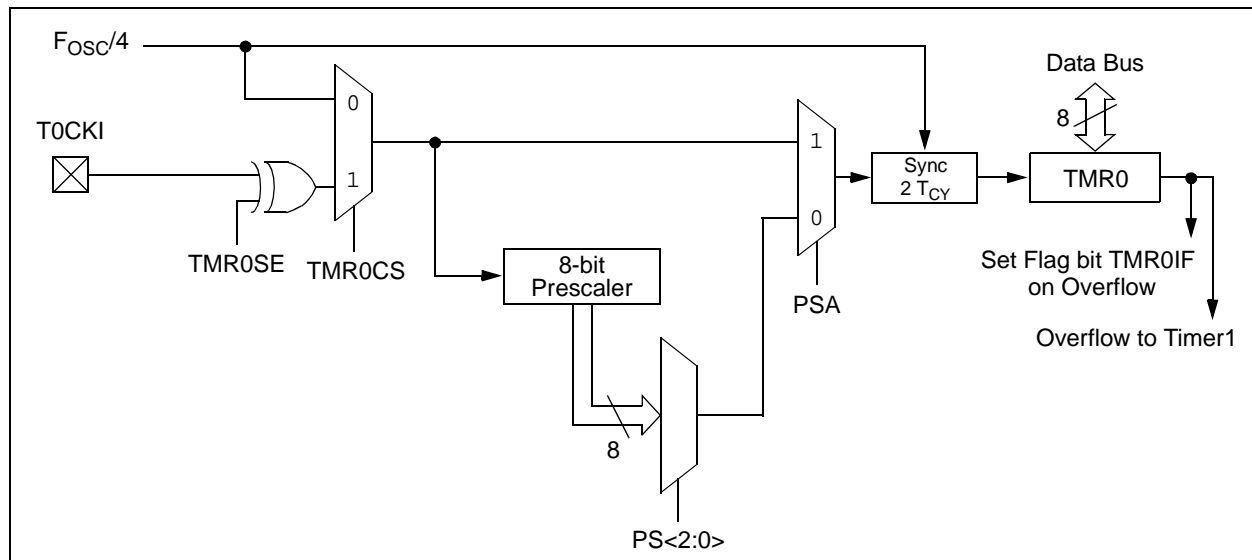 FOSC/4
T0CKI
TMR0SE
TMR0CS
0
1
8-bit
Prescaler
8
PS<2:0>
1
0
PSA
Sync
2 TCY
Data Bus
8
TMR0
Set Flag bit TMR0IF
on Overflow
Overflow to Timer1